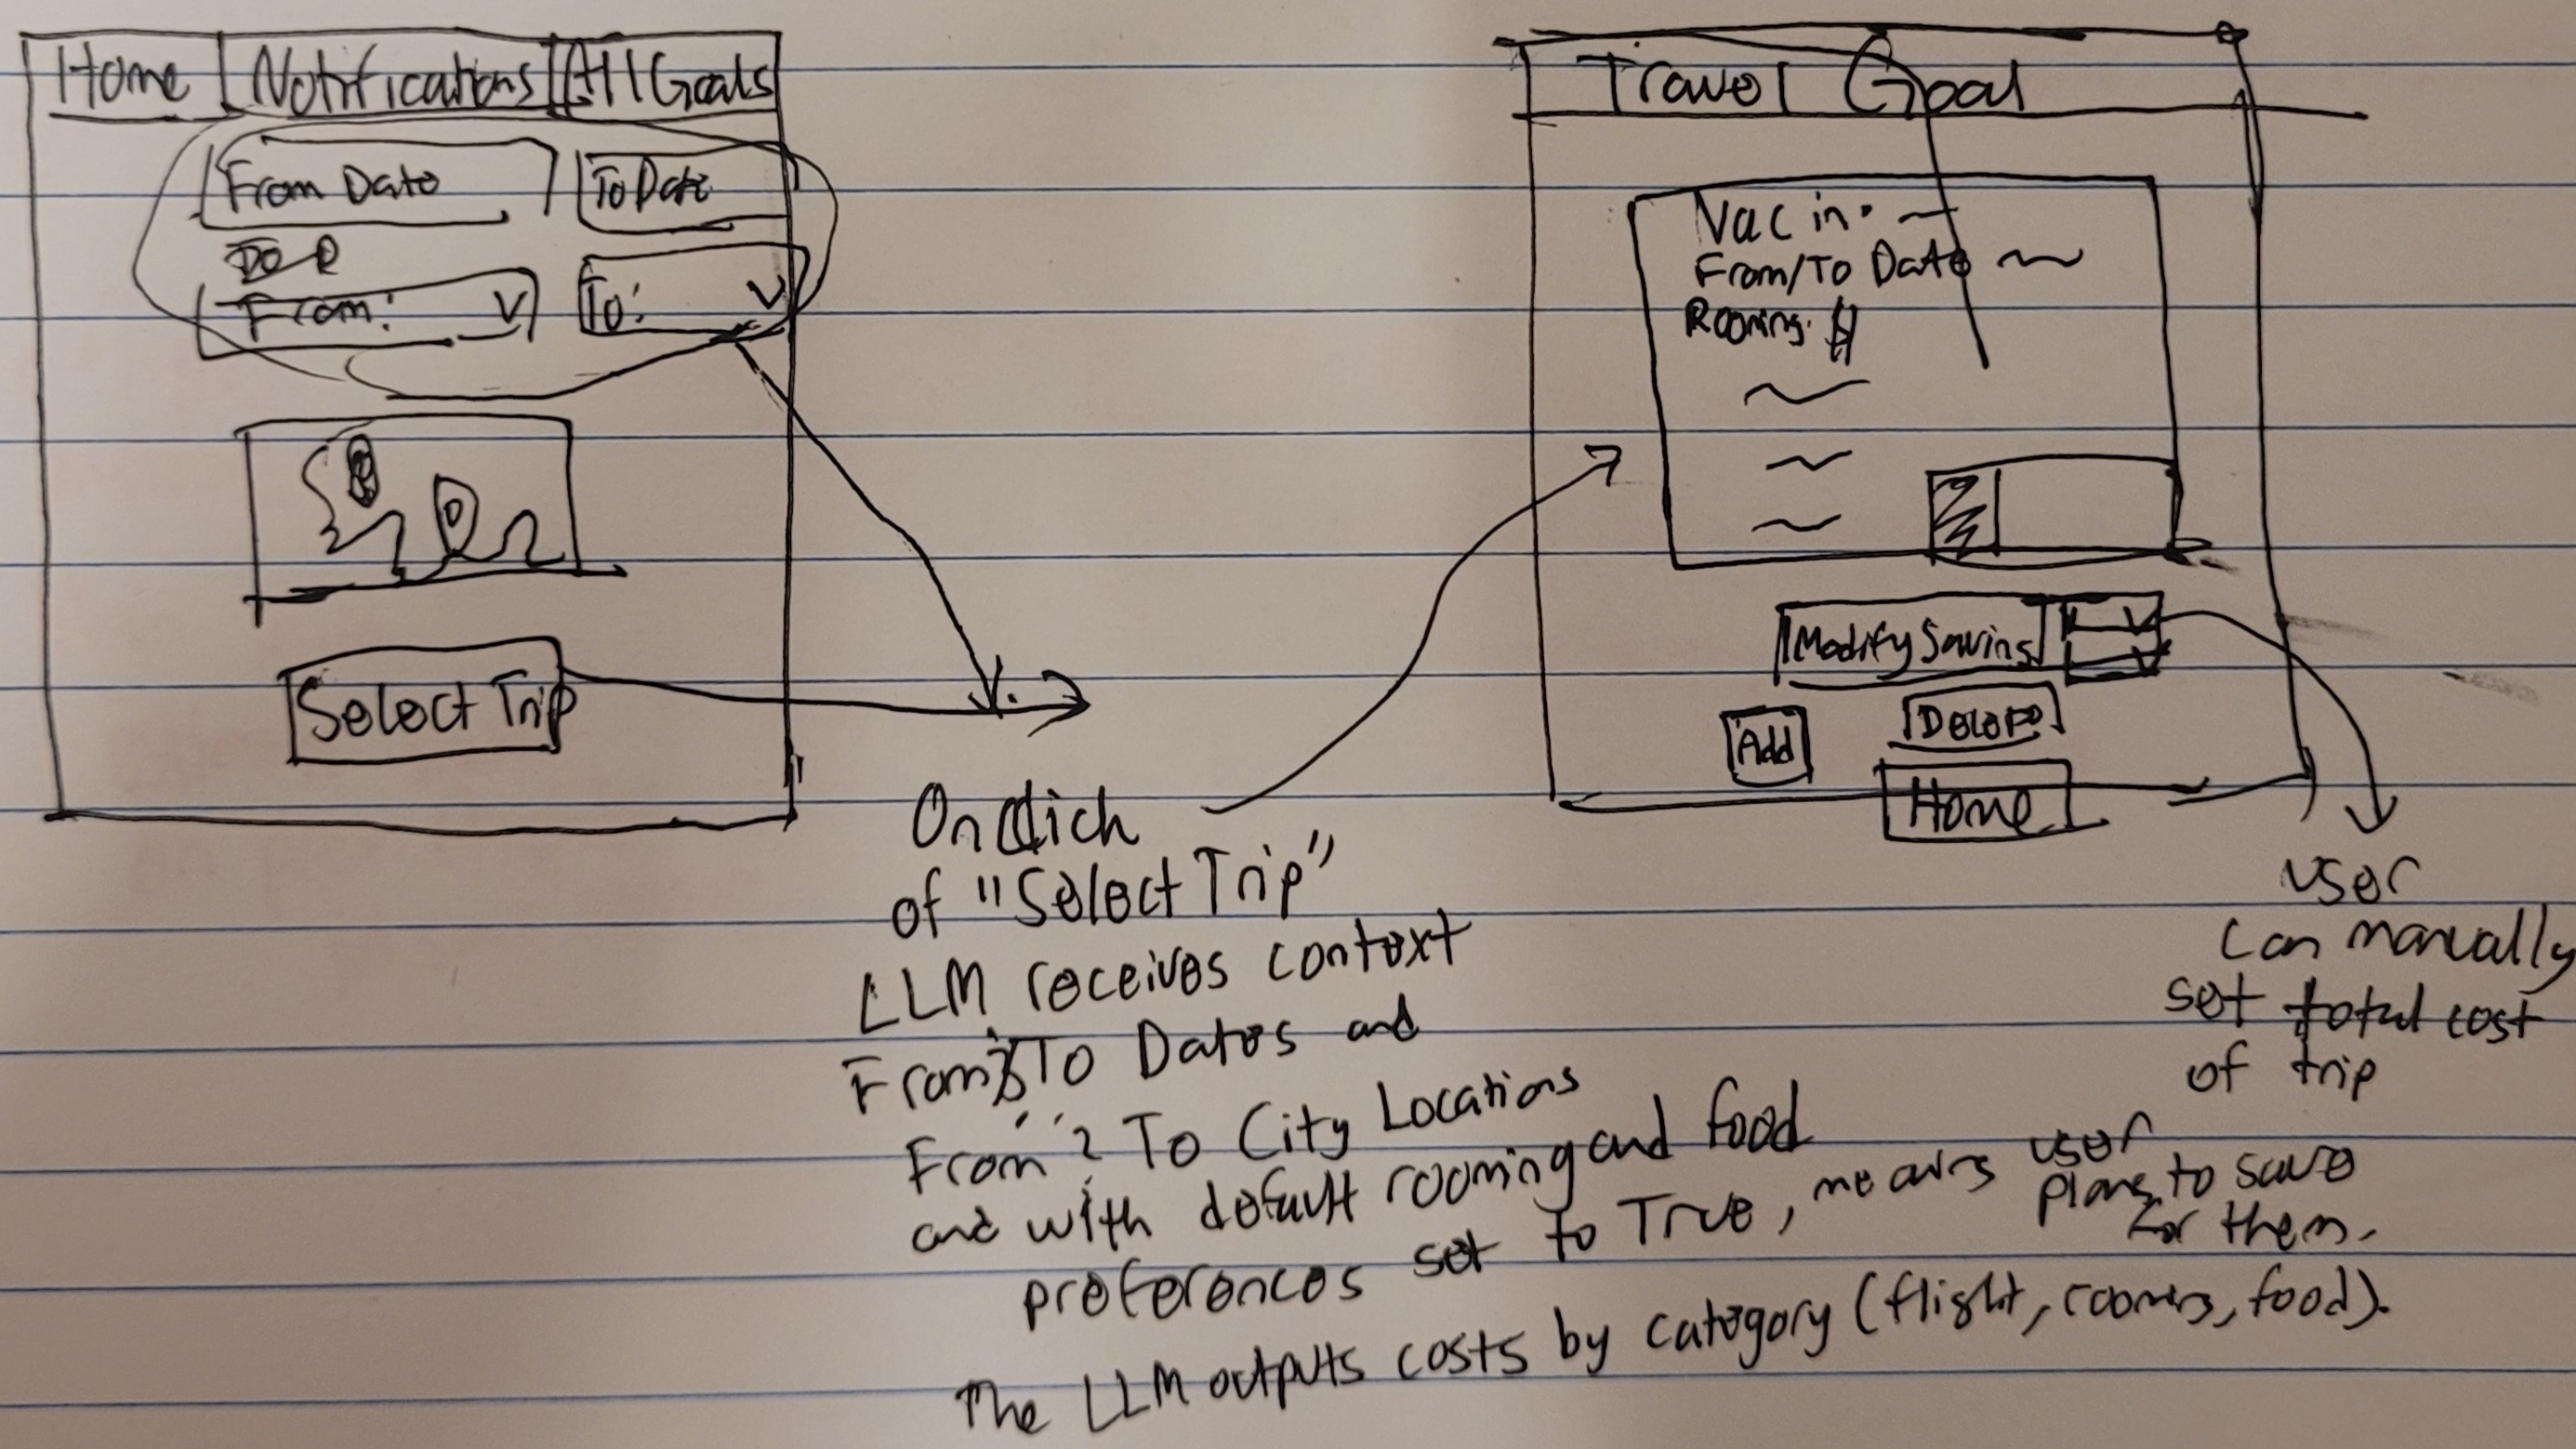 Home Notifications All Goals
From Date To Date
From: To:
Select Trip
On click
of "Select Trip"
LLM receives context
From To Dates and
From To City Locations
and with default rooming and food
preferences set to True, means user
plans to save
for them.
The LLM outputs costs by category (flight, rooms, food).
Travel Goal
Vac in:
From/To Date
Rooming: $
Modify Savins
Add Delete
Home
user
can manually
set total cost
of trip